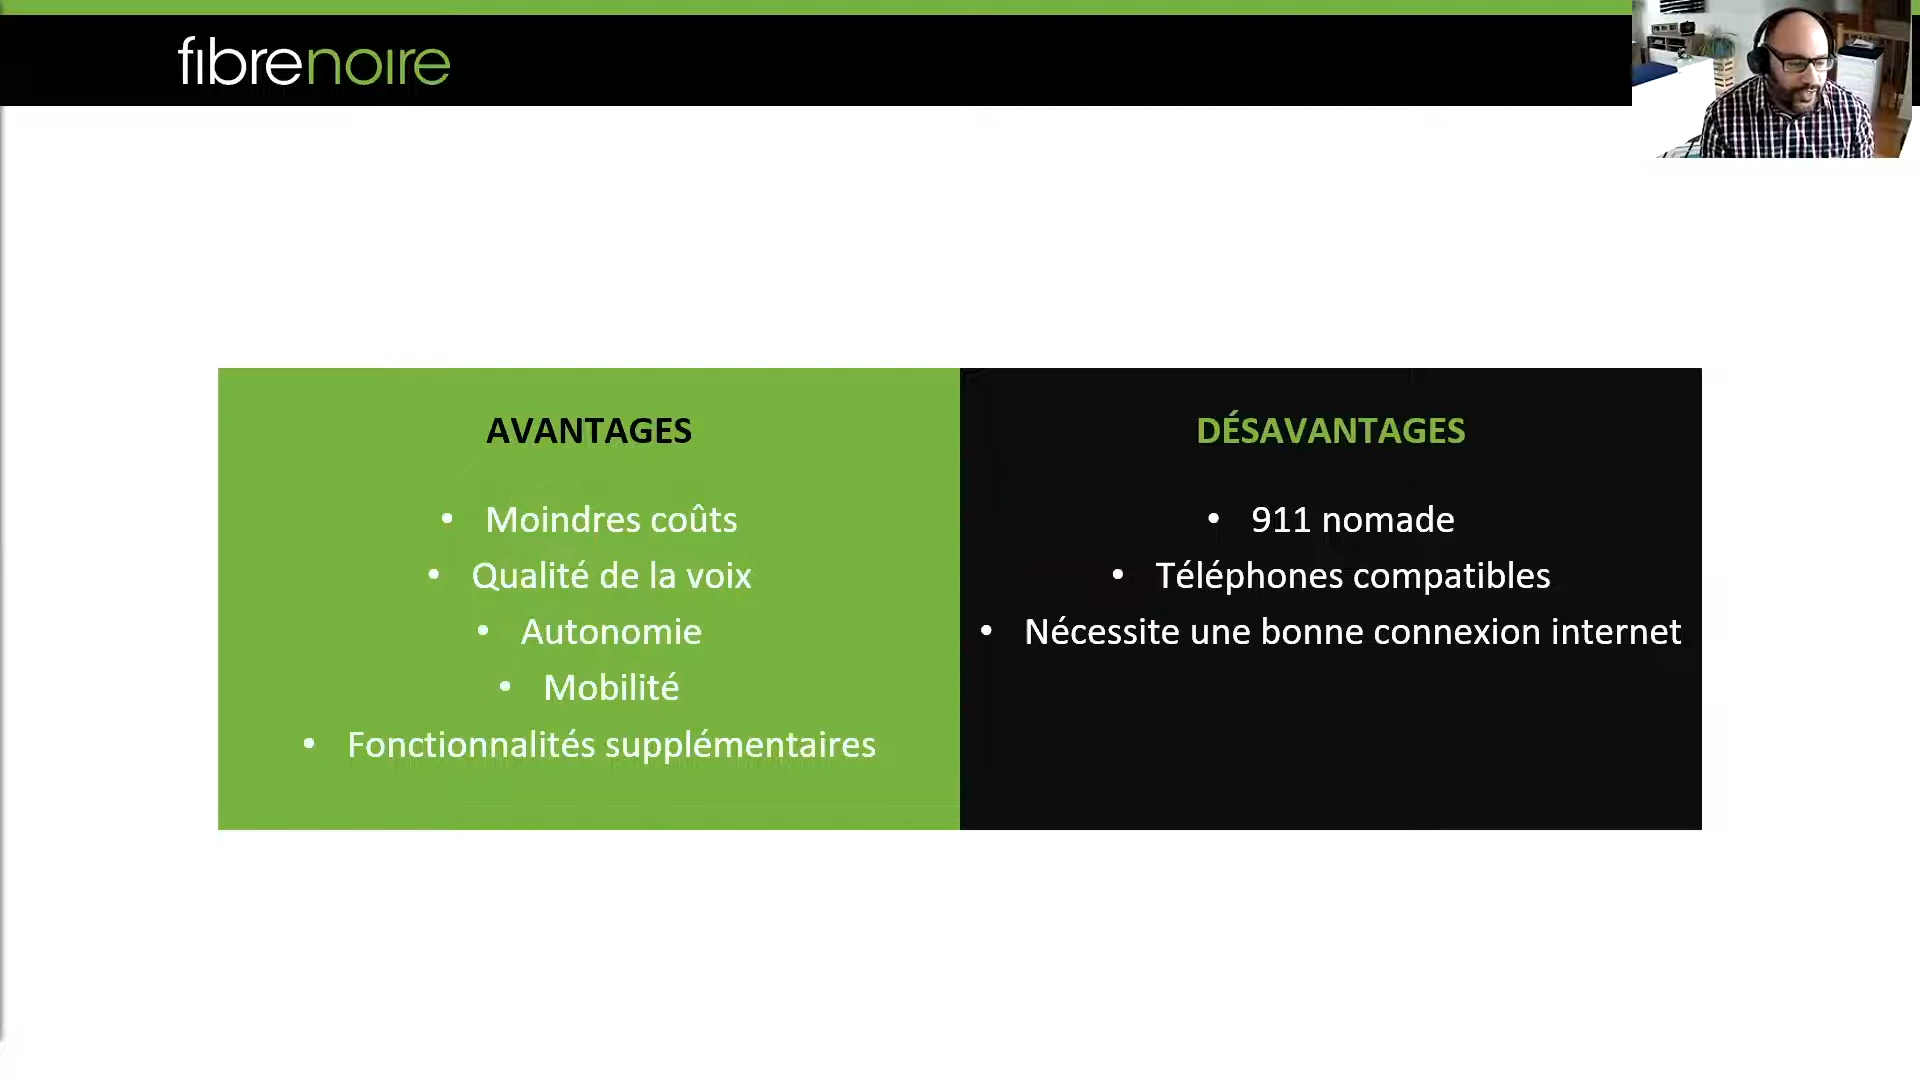 fibrenoire
AVANTAGES
• Moindres coûts
• Qualité de la voix
• Autonomie
• Mobilité
• Fonctionnalités supplémentaires
DÉSAVANTAGES
• 911 nomade
• Téléphones compatibles
• Nécessite une bonne connexion internet